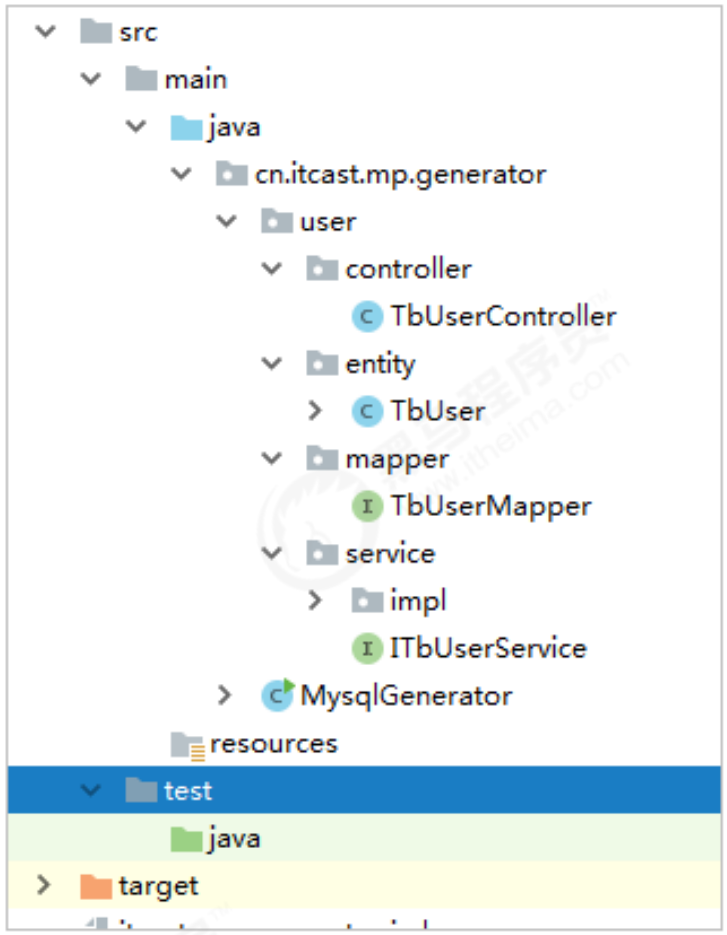 src
main
java
cn.itcast.mp.generator
user
controller
C TbUserController
entity
C TbUser
mapper
I TbUserMapper
service
impl
I ITbUserService
C MysqlGenerator
resources
test
java
target
黑马程序员
www.itheima.com